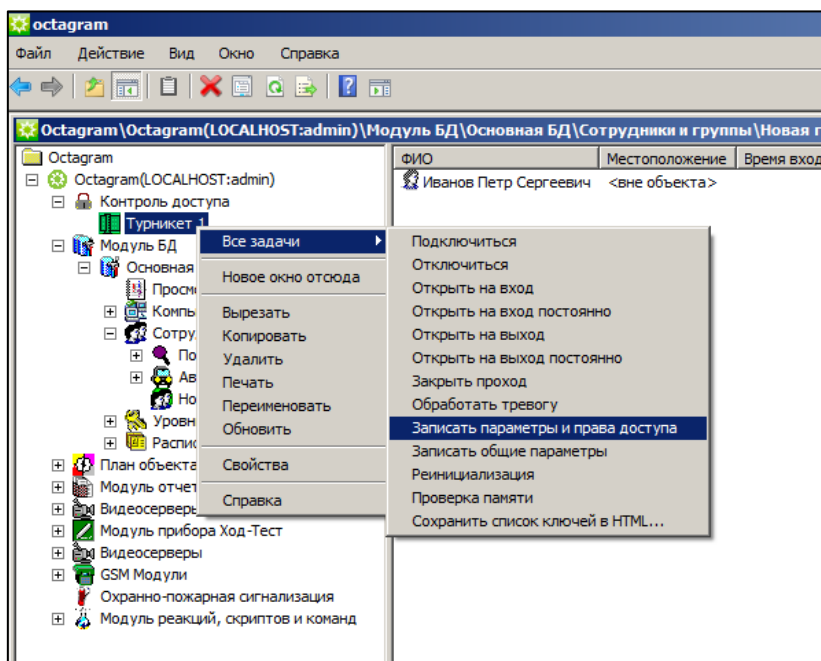 octagram
Файл Действие Вид Окно Справка
Octagram\Octagram(LOCALHOST:admin)\Модуль БД\Основная БД\Сотрудники и группы\Новая г
Octagram
Octagram(LOCALHOST:admin)
Контроль доступа
Турникет 1
Модуль БД
Основная
Просм
Компь
Сотру
По
Ав
Но
Уровн
Распис
План объекта
Модуль отчет
Видеосерверы
Модуль прибора Ход-Тест
Видеосерверы
GSM Модули
Охранно-пожарная сигнализация
Модуль реакций, скриптов и команд
ФИО Местоположение Время вход
Иванов Петр Сергеевич <вне объекта>
Все задачи
Новое окно отсюда
Вырезать
Копировать
Удалить
Печать
Переименовать
Обновить
Свойства
Справка
Подключиться
Отключиться
Открыть на вход
Открыть на вход постоянно
Открыть на выход
Открыть на выход постоянно
Закрыть проход
Обработать тревогу
Записать параметры и права доступа
Записать общие параметры
Реинициализация
Проверка памяти
Сохранить список ключей в HTML...